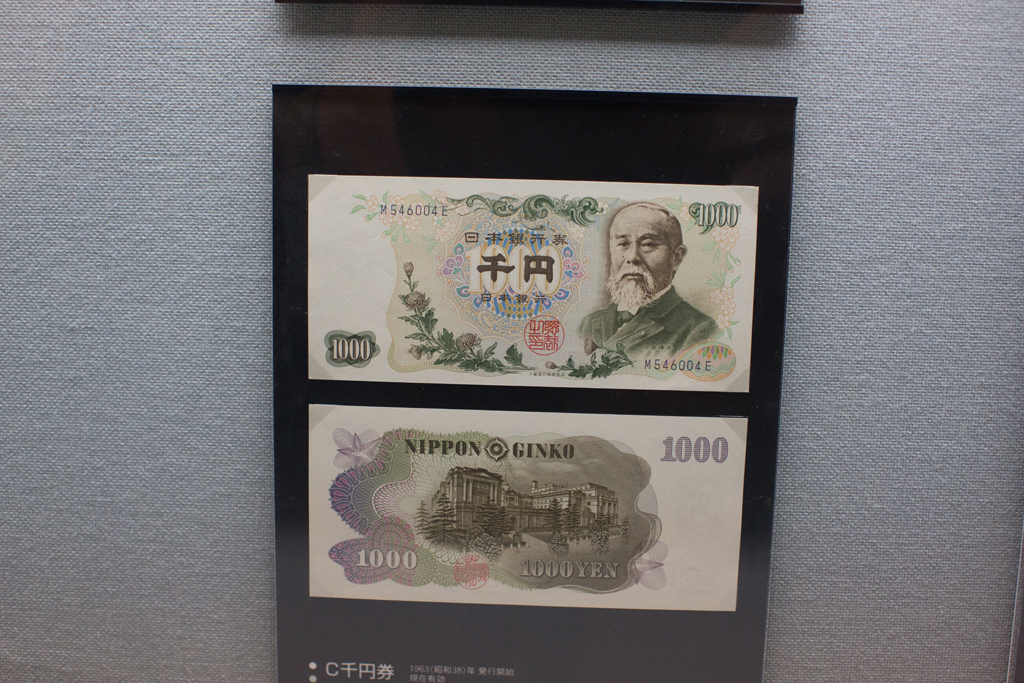 M546004E
1000
日本銀行券
1000
千円
日本銀行
1000
M546004E
NIPPON GINKO
1000
1000
1000 YEN
C千円券
1963(昭和38)年 発行開始
現在有効